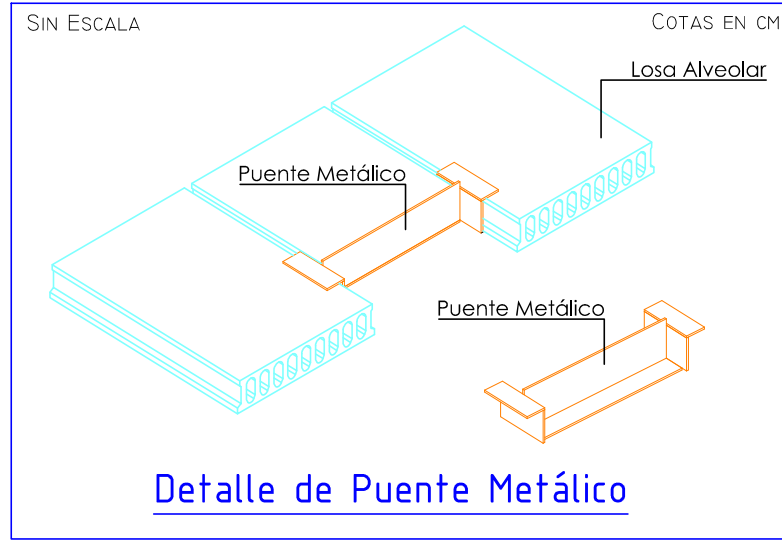 SIN ESCALA
COTAS EN CM
Losa Alveolar
Puente Metálico
Puente Metálico
Detalle de Puente Metálico